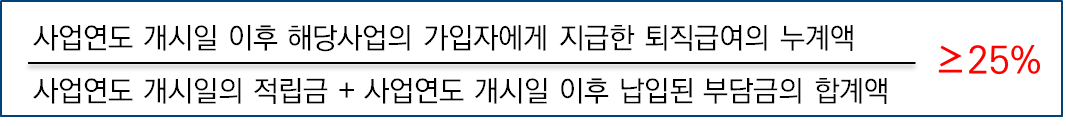 사업연도 개시일 이후 해당사업의 가입자에게 지급한 퇴직급여의 누계액
≥25%
사업연도 개시일의 적립금 + 사업연도 개시일 이후 납입된 부담금의 합계액